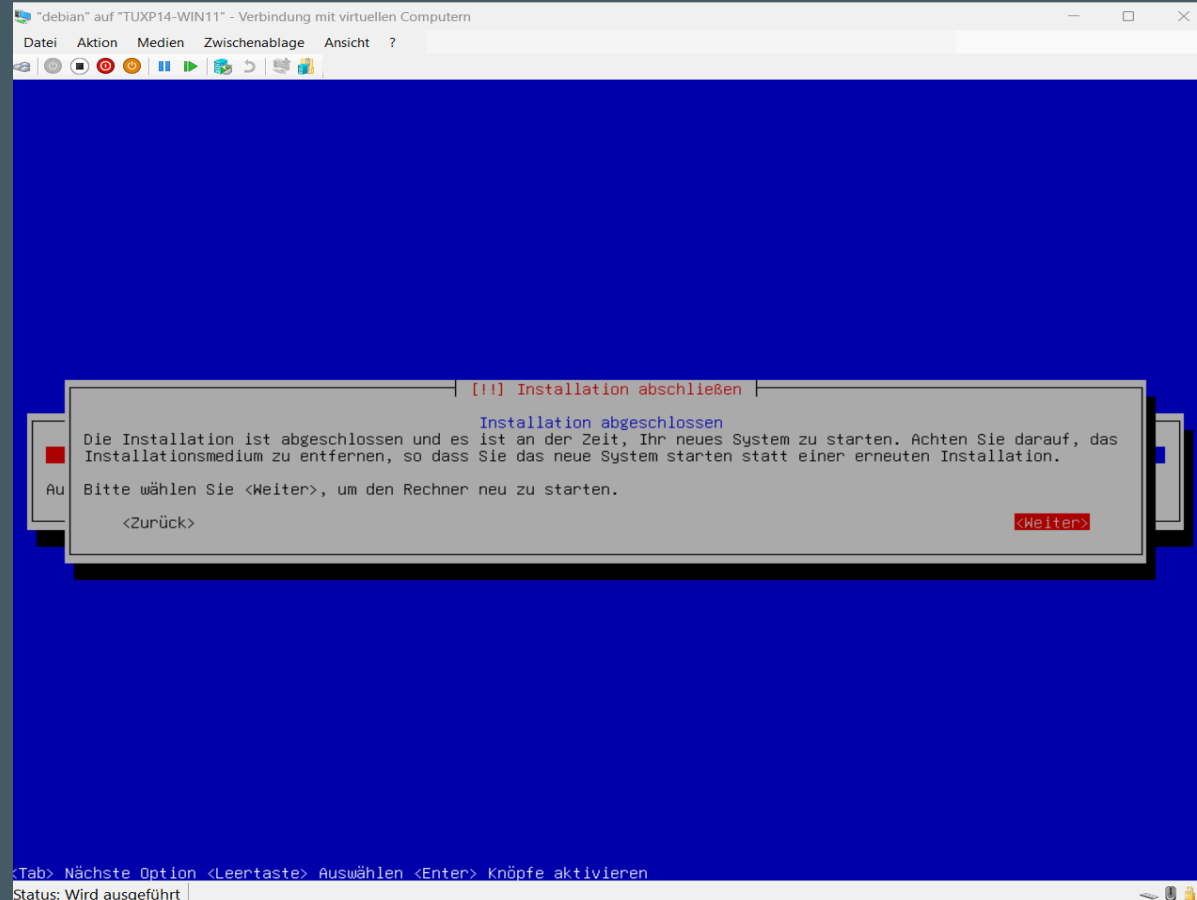 "debian" auf "TUXP14-WIN11" - Verbindung mit virtuellen Computern
Datei Aktion Medien Zwischenablage Ansicht ?
[!!] Installation abschließen
Installation abgeschlossen
Die Installation ist abgeschlossen und es ist an der Zeit, Ihr neues System zu starten. Achten Sie darauf, das
Installationsmedium zu entfernen, so dass Sie das neue System starten statt einer erneuten Installation.
Au
Bitte wählen Sie <Weiter>, um den Rechner neu zu starten.
<Zurück> <Weiter>
<Tab> Nächste Option <Leertaste> Auswählen <Enter> Knöpfe aktivieren
Status: Wird ausgeführt